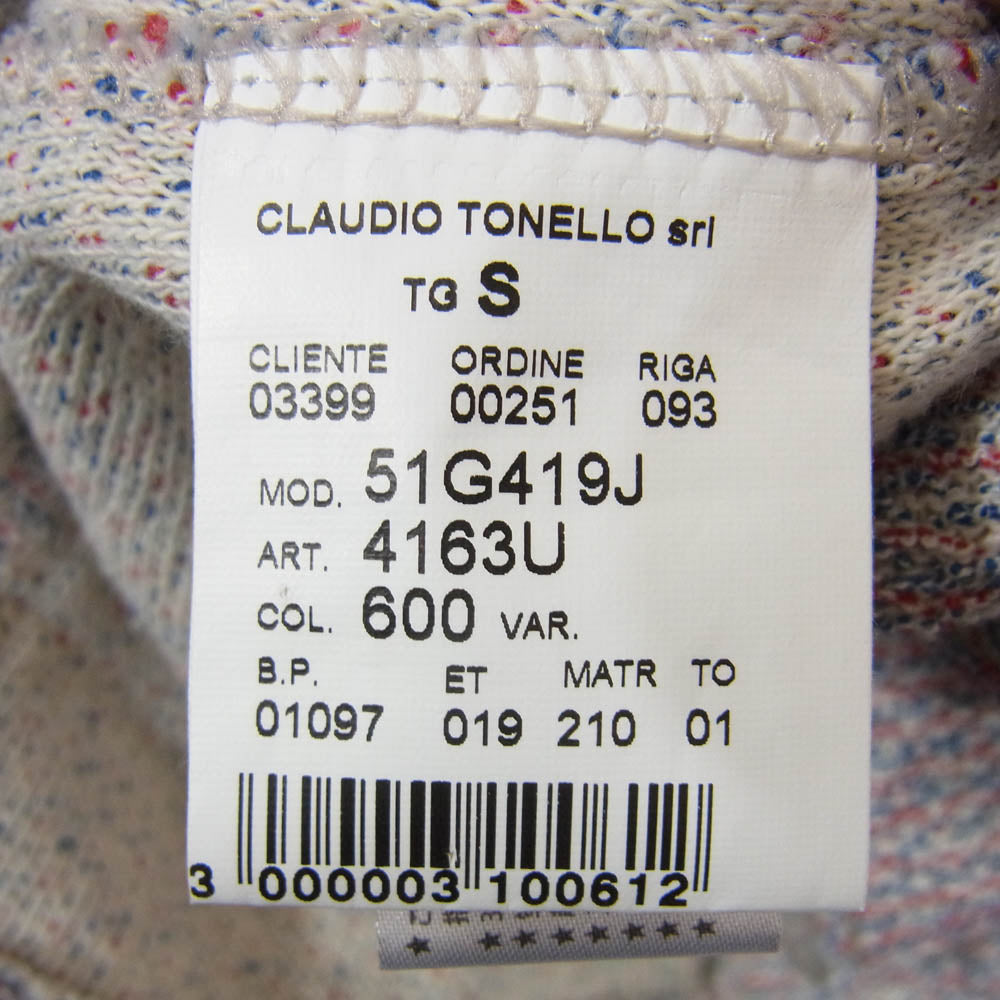 CLAUDIO TONELLO srl
TG S
CLIENTE ORDINE RIGA
03399 00251 093
MOD. 51G419J
ART. 4163U
COL. 600 VAR.
B.P. ET MATR TO
01097 019 210 01
3 000003 100612